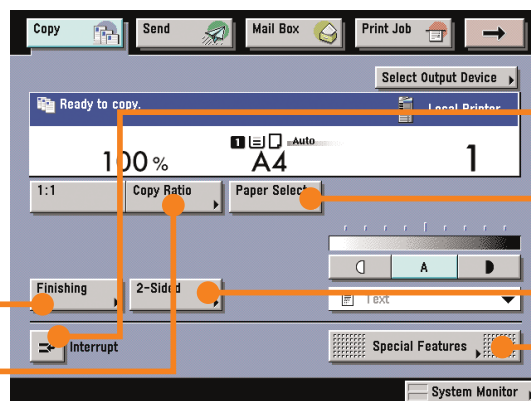 Copy Send Mail Box Print Job
Select Output Device
Ready to copy. Local Printer
1 Auto
100 % A4 1
1:1 Copy Ratio Paper Select
A
Finishing 2-Sided
Text
Interrupt Special Features
System Monitor